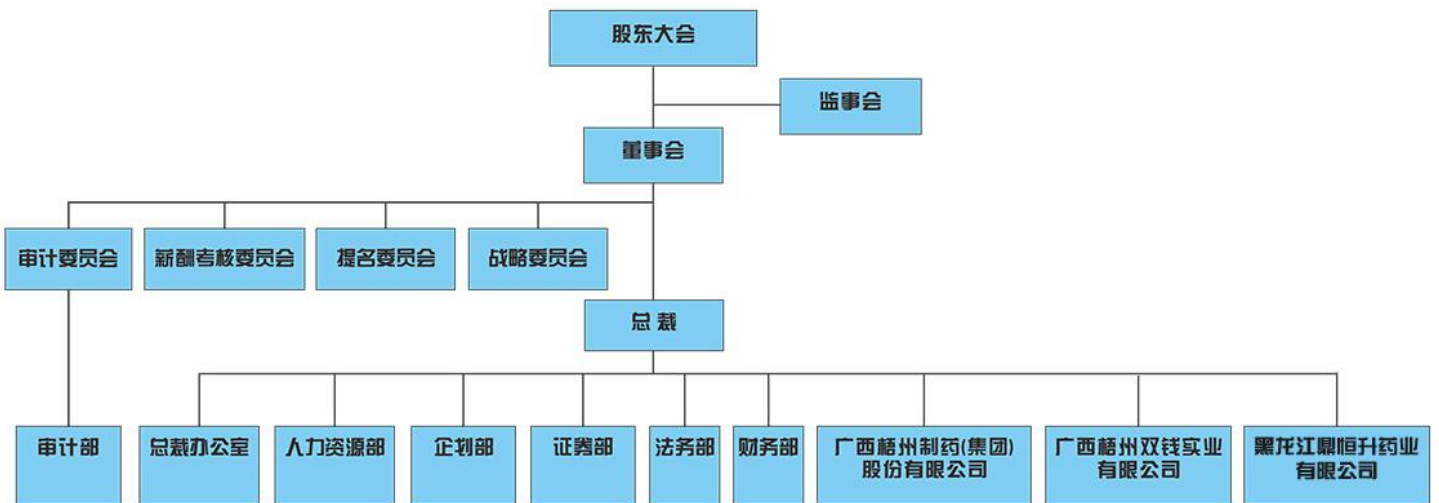 股东大会
监事会
董事会
审计委员会
薪酬考核委员会
提名委员会
战略委员会
总裁
审计部
总裁办公室
人力资源部
企划部
证券部
法务部
财务部
广西梧州制药(集团)
股份有限公司
广西梧州双钱实业
有限公司
黑龙江鼎恒升药业
有限公司